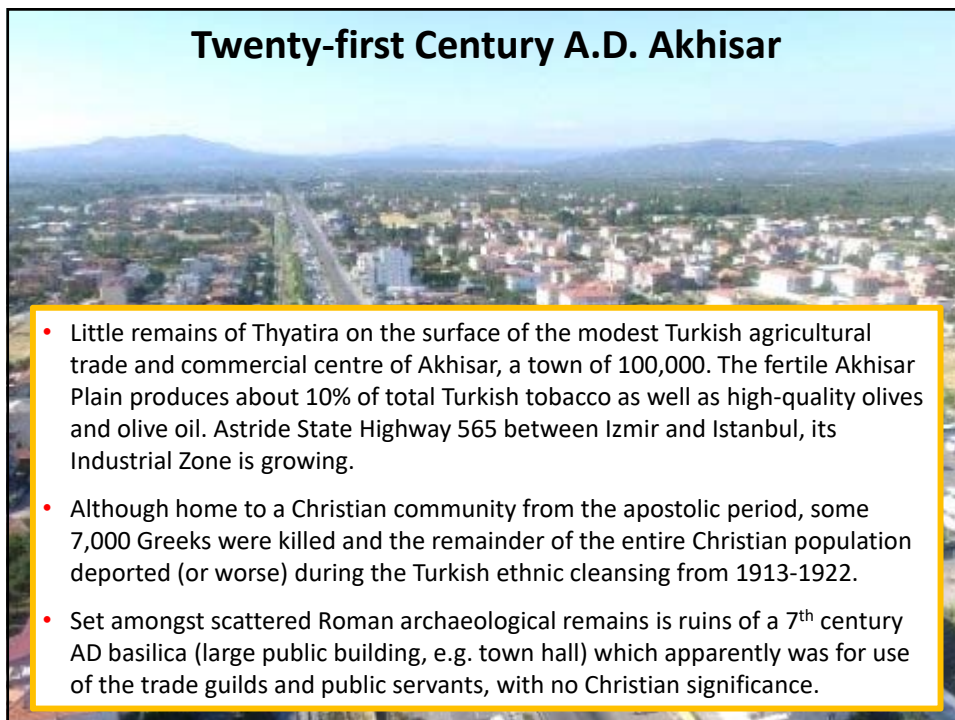 Twenty-first Century A.D. Akhisar
• Little remains of Thyatira on the surface of the modest Turkish agricultural
trade and commercial centre of Akhisar, a town of 100,000. The fertile Akhisar
Plain produces about 10% of total Turkish tobacco as well as high-quality olives
and olive oil. Astride State Highway 565 between Izmir and Istanbul, its
Industrial Zone is growing.
• Although home to a Christian community from the apostolic period, some
7,000 Greeks were killed and the remainder of the entire Christian population
deported (or worse) during the Turkish ethnic cleansing from 1913-1922.
• Set amongst scattered Roman archaeological remains is ruins of a 7th century
AD basilica (large public building, e.g. town hall) which apparently was for use
of the trade guilds and public servants, with no Christian significance.